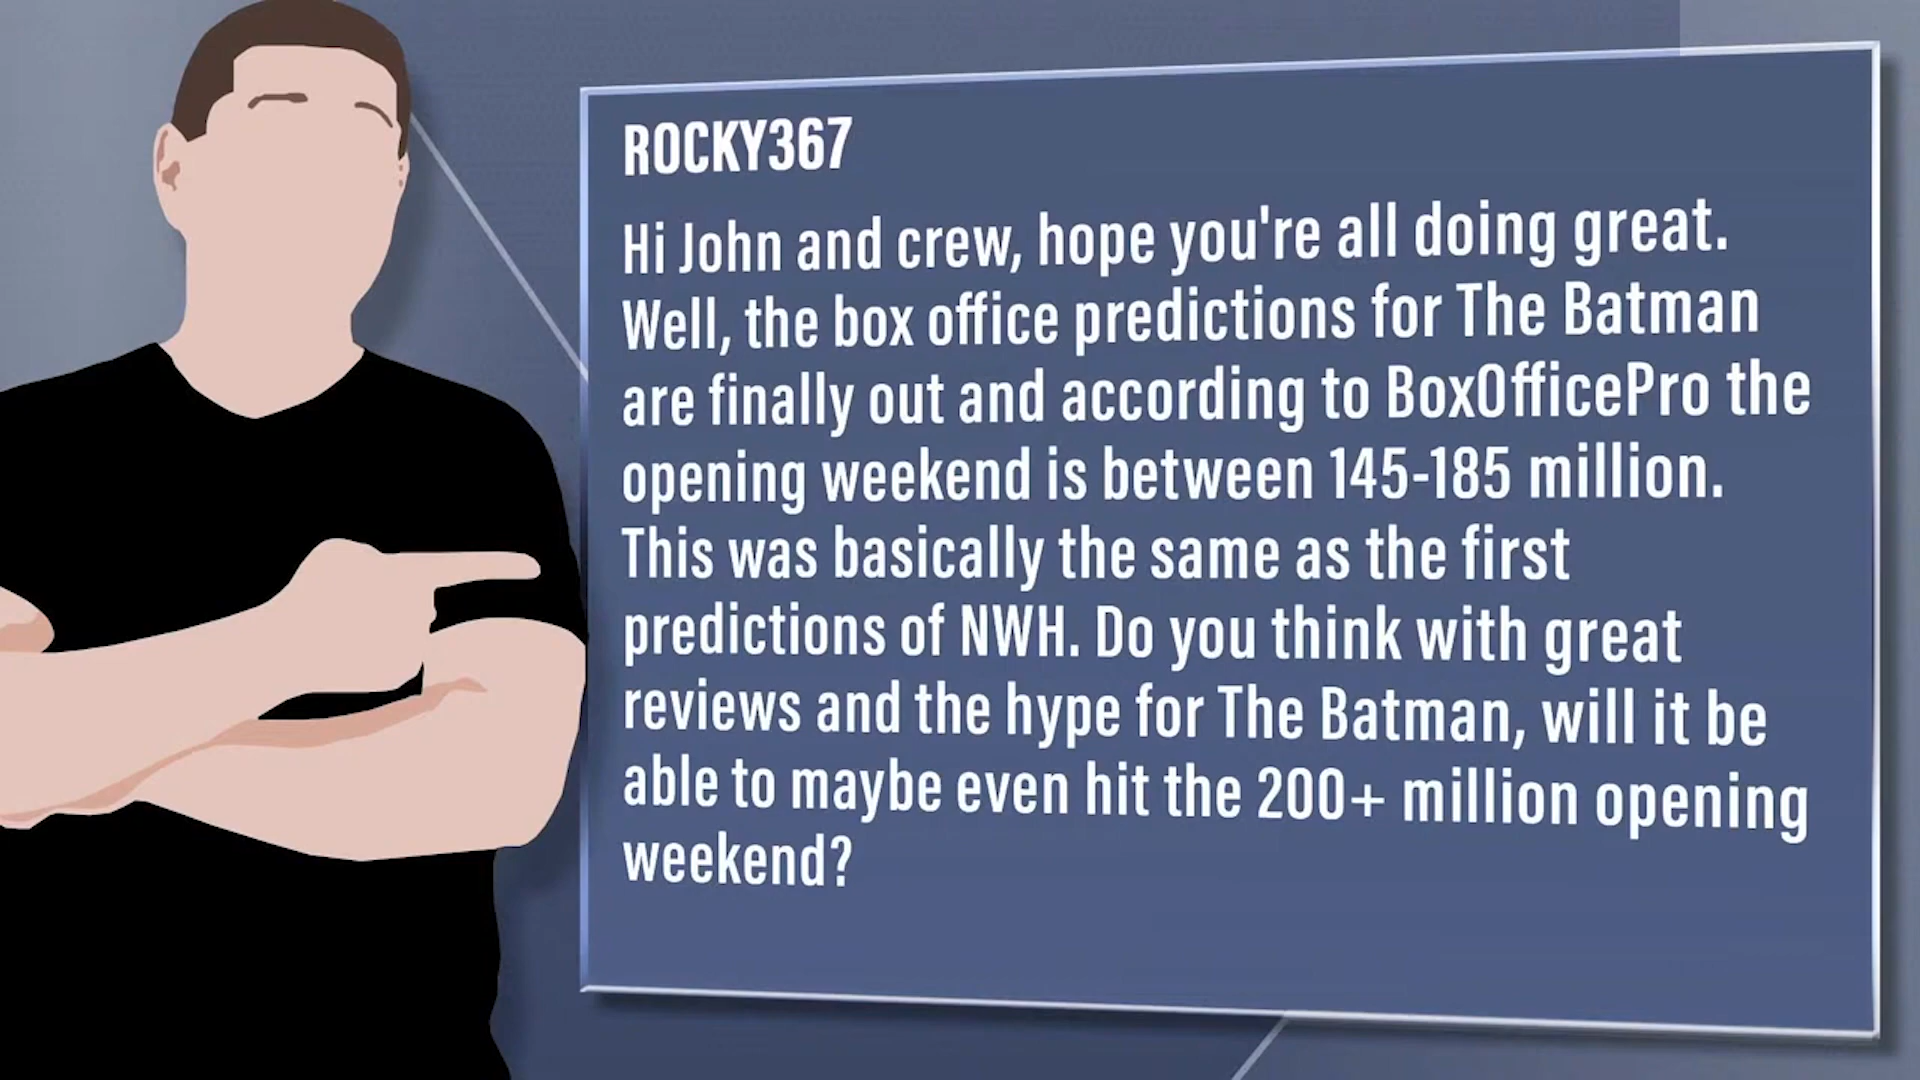 ROCKY367
Hi John and crew, hope you're all doing great.
Well, the box office predictions for The Batman
are finally out and according to BoxOfficePro the
opening weekend is between 145-185 million.
This was basically the same as the first
predictions of NWH. Do you think with great
reviews and the hype for The Batman, will it be
able to maybe even hit the 200+ million opening
weekend?